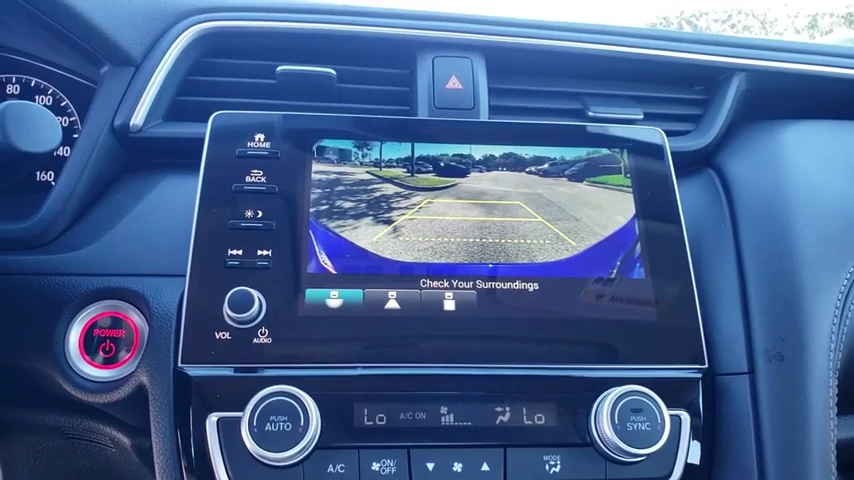 80
100
120
140
160
HOME
BACK
VOL
AUDIO
POWER
Check Your Surroundings
PUSH
AUTO
Lo
A/C ON
Lo
PUSH
SYNC
A/C
ON/
OFF
MODE